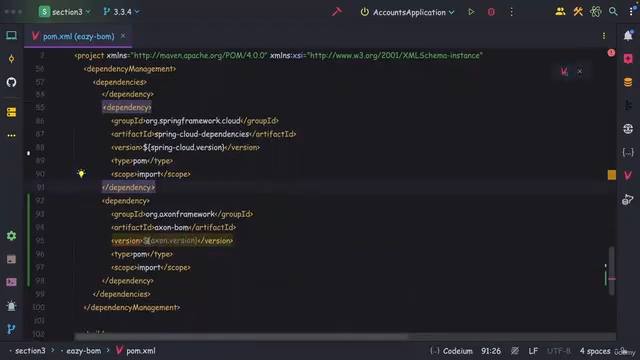 section3 3.3.4 AccountsApplication
pom.xml (eazy-bom)
2 <project xmlns="http://maven.apache.org/POM/4.0.0" xmlns:xsi="http://www.w3.org/2001/XMLSchema-instance"
56 <dependencyManagement>
57 <dependencies>
</dependency>
85 <dependency>
86 <groupId>org.springframework.cloud</groupId>
87 <artifactId>spring-cloud-dependencies</artifactId>
88 <version>${spring-cloud.version}</version>
89 <type>pom</type>
90 <scope>import</scope>
91 </dependency>
92 <dependency>
93 <groupId>org.axonframework</groupId>
94 <artifactId>axon-bom</artifactId>
95 <version>${axon.version}</version>
96 <type>pom</type>
97 <scope>import</scope>
98 </dependency>
99 </dependencies>
100 </dependencyManagement>
102
section3 › eazy-bom › pom.xml {..} Codeium 91:26 LF UTF-8 4 spaces
Udemy